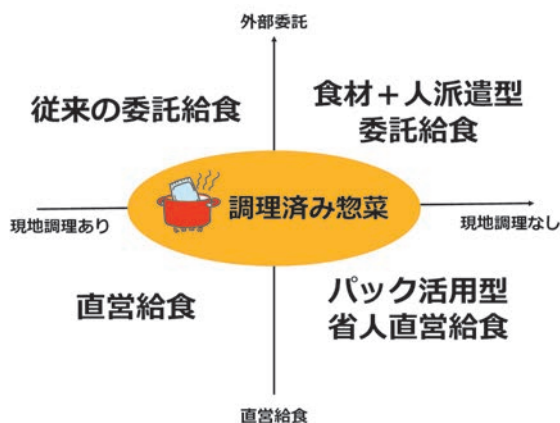 外部委託
従来の委託給食
食材＋人派遣型
委託給食
調理済み惣菜
現地調理あり
現地調理なし
直営給食
パック活用型
省人直営給食
直営給食